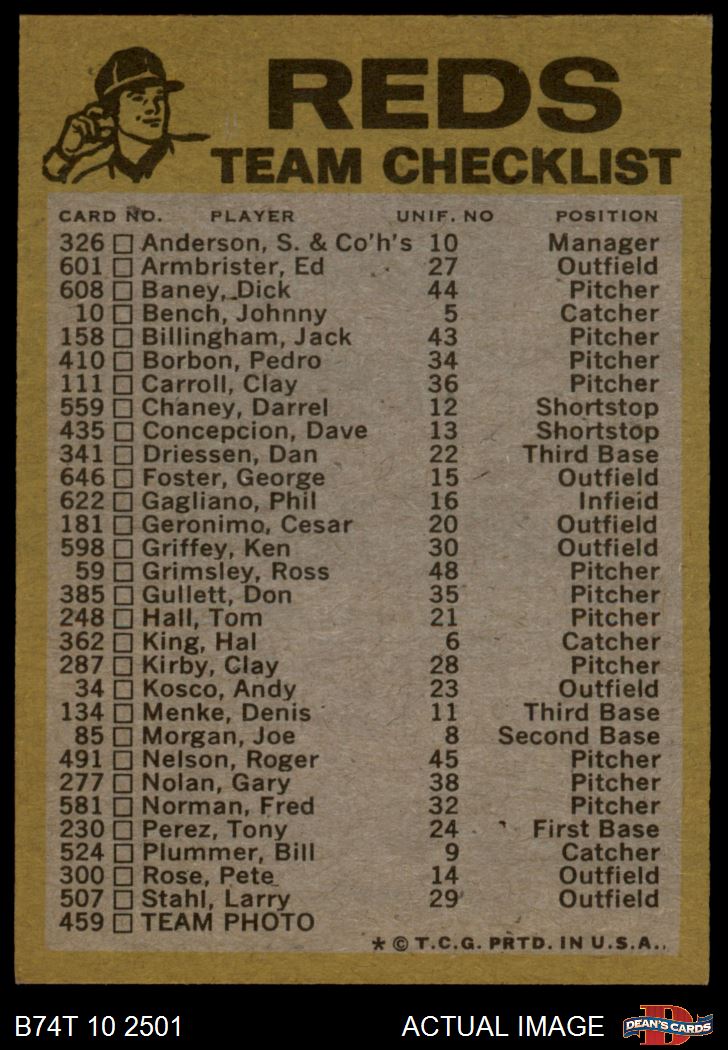 REDS
TEAM CHECKLIST
CARD NO. PLAYER UNIF. NO POSITION
326 Anderson, S. & Co'h's 10 Manager
601 Armbrister, Ed 27 Outfield
608 Baney, Dick 44 Pitcher
10 Bench, Johnny 5 Catcher
158 Billingham, Jack 43 Pitcher
410 Borbon, Pedro 34 Pitcher
111 Carroll, Clay 36 Pitcher
559 Chaney, Darrel 12 Shortstop
435 Concepcion, Dave 13 Shortstop
341 Driessen, Dan 22 Third Base
646 Foster, George 15 Outfield
622 Gagliano, Phil 16 Infieid
181 Geronimo, Cesar 20 Outfield
598 Griffey, Ken 30 Outfield
59 Grimsley, Ross 48 Pitcher
385 Gullett, Don 35 Pitcher
248 Hall, Tom 21 Pitcher
362 King, Hal 6 Catcher
287 Kirby, Clay 28 Pitcher
34 Kosco, Andy 23 Outfield
134 Menke, Denis 11 Third Base
85 Morgan, Joe 8 Second Base
491 Nelson, Roger 45 Pitcher
277 Nolan, Gary 38 Pitcher
581 Norman, Fred 32 Pitcher
230 Perez, Tony 24 First Base
524 Plummer, Bill 9 Catcher
300 Rose, Pete 14 Outfield
507 Stahl, Larry 29 Outfield
459 TEAM PHOTO
* © T.C.G. PRTD. IN U.S.A.
B74T 10 2501 ACTUAL IMAGE D DEAN'S CARDS